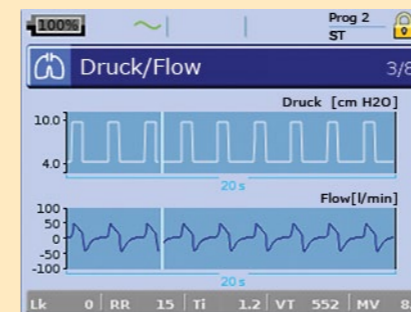 100%
Prog 2
ST
Druck/Flow 3/8
Druck [cm H2O]
10.0
4.0
20 s
Flow[l/min]
100
50
0
-50
-100
20 s
Lk 0 RR 15 Ti 1.2 VT 552 MV 8.